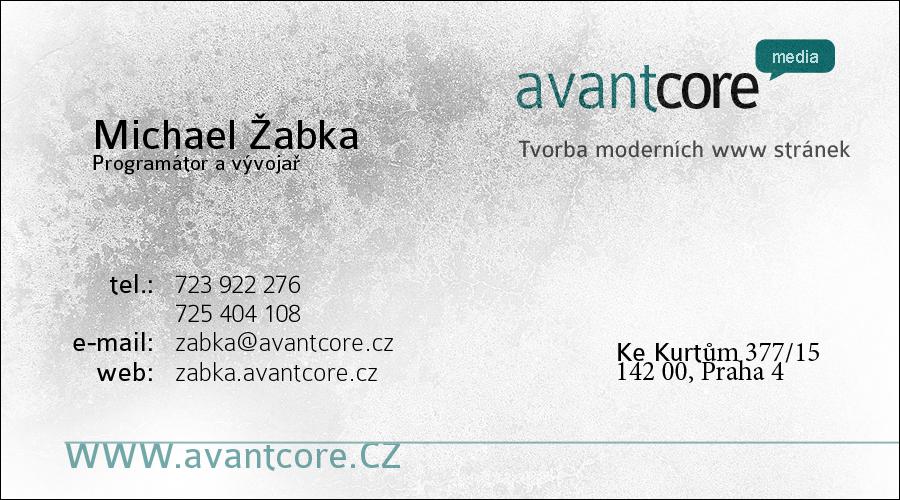 media
avantcore
Tvorba moderních www stránek
Michael Žabka
Programátor a vývojař
tel.: 723 922 276
725 404 108
e-mail: zabka@avantcore.cz
web: zabka.avantcore.cz
Ke Kurtům 377/15
142 00, Praha 4
www.avantcore.cz